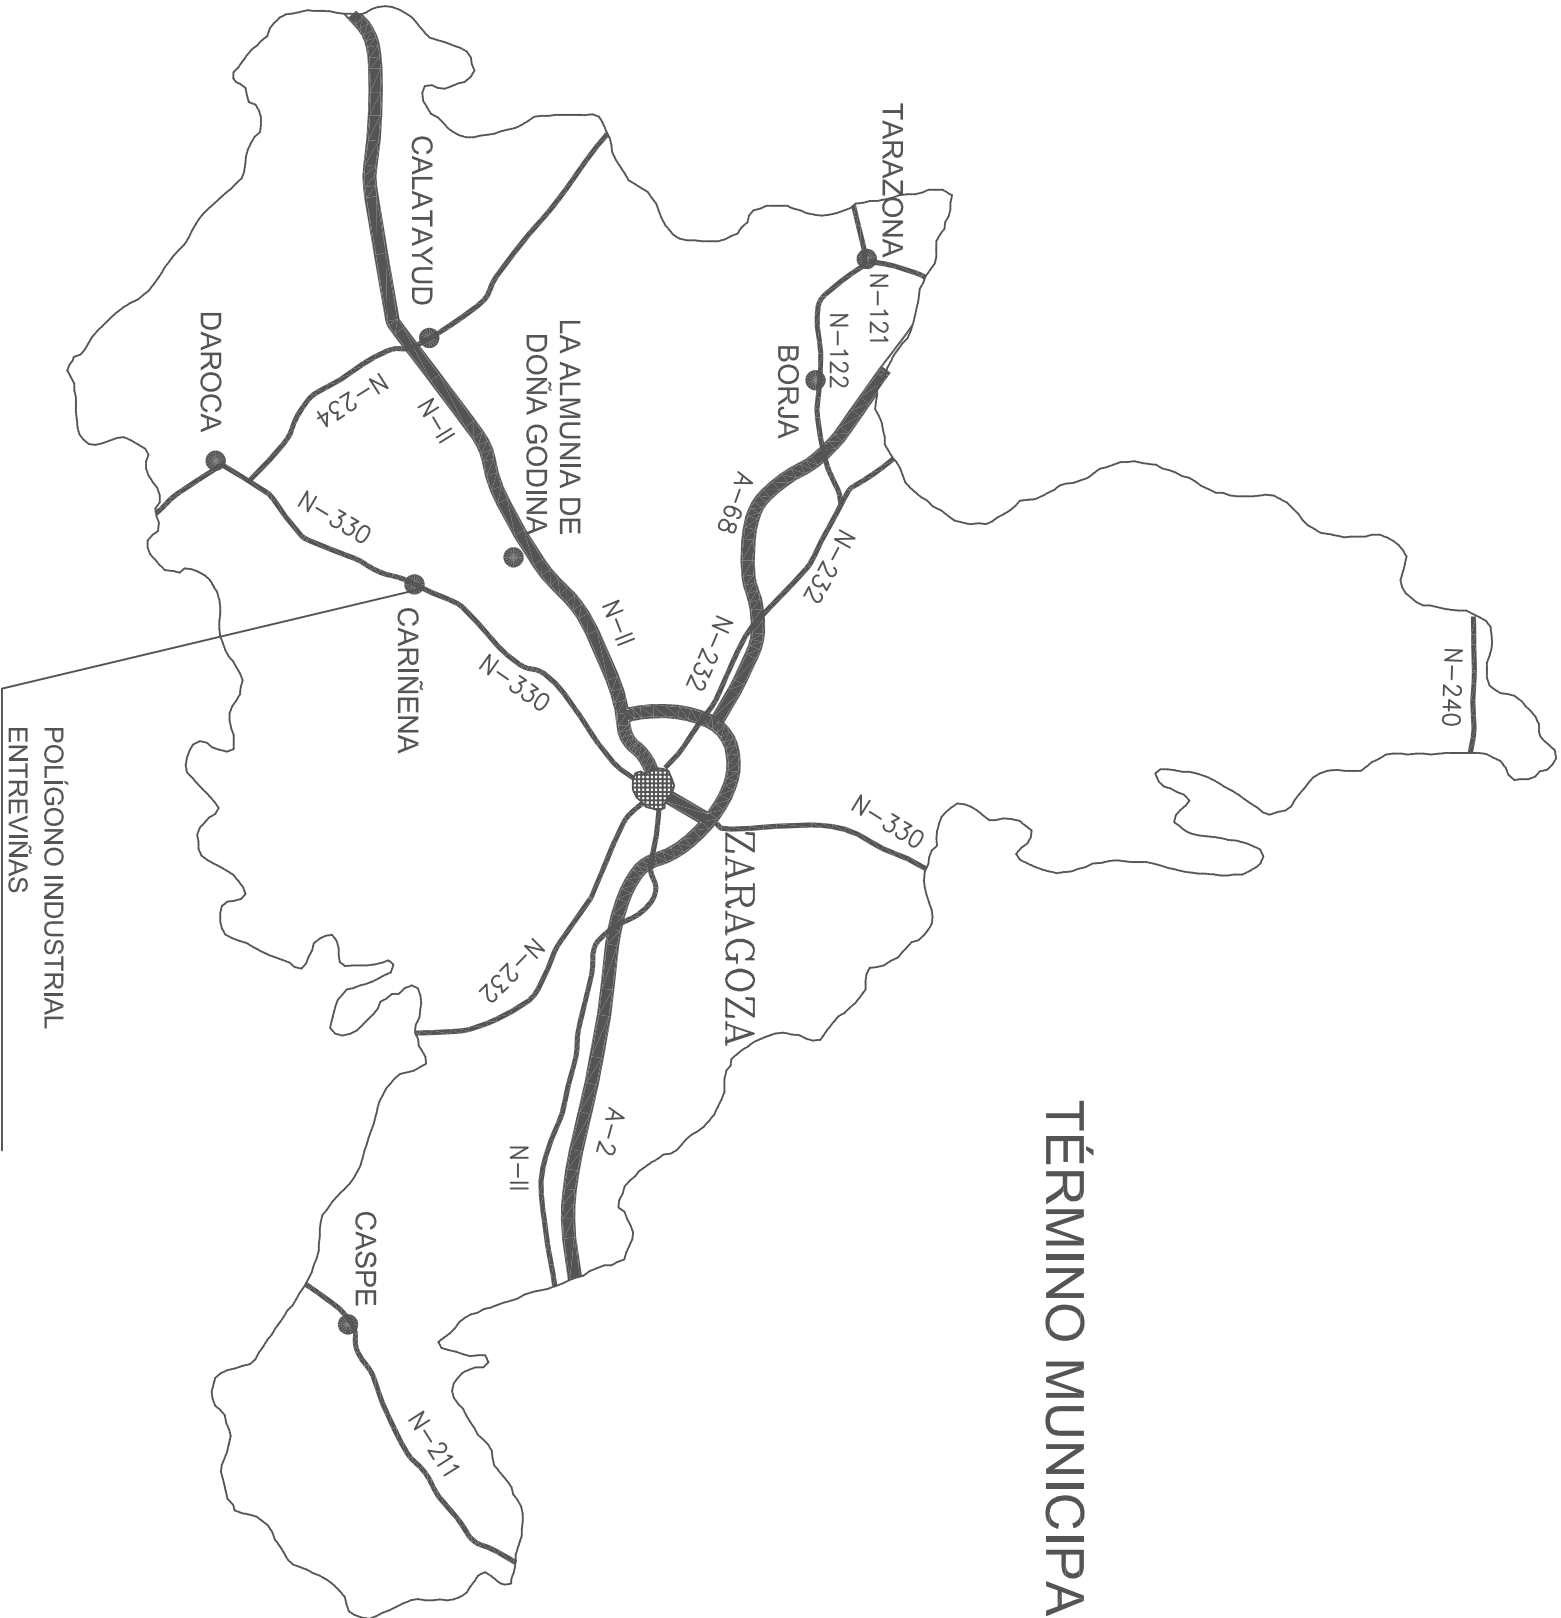 TÉRMINO MUNICIPA
N-240
TARAZONA
N-121
N-122
BORJA
A-68
N-232
N-232
N-330
ZARAGOZA
CALATAYUD
LA ALMUNIA DE
DOÑA GODINA
N-II
N-II
N-234
DAROCA
N-330
CARIÑENA
N-330
N-232
A-2
N-II
CASPE
N-211
POLÍGONO INDUSTRIAL
ENTREVIÑAS